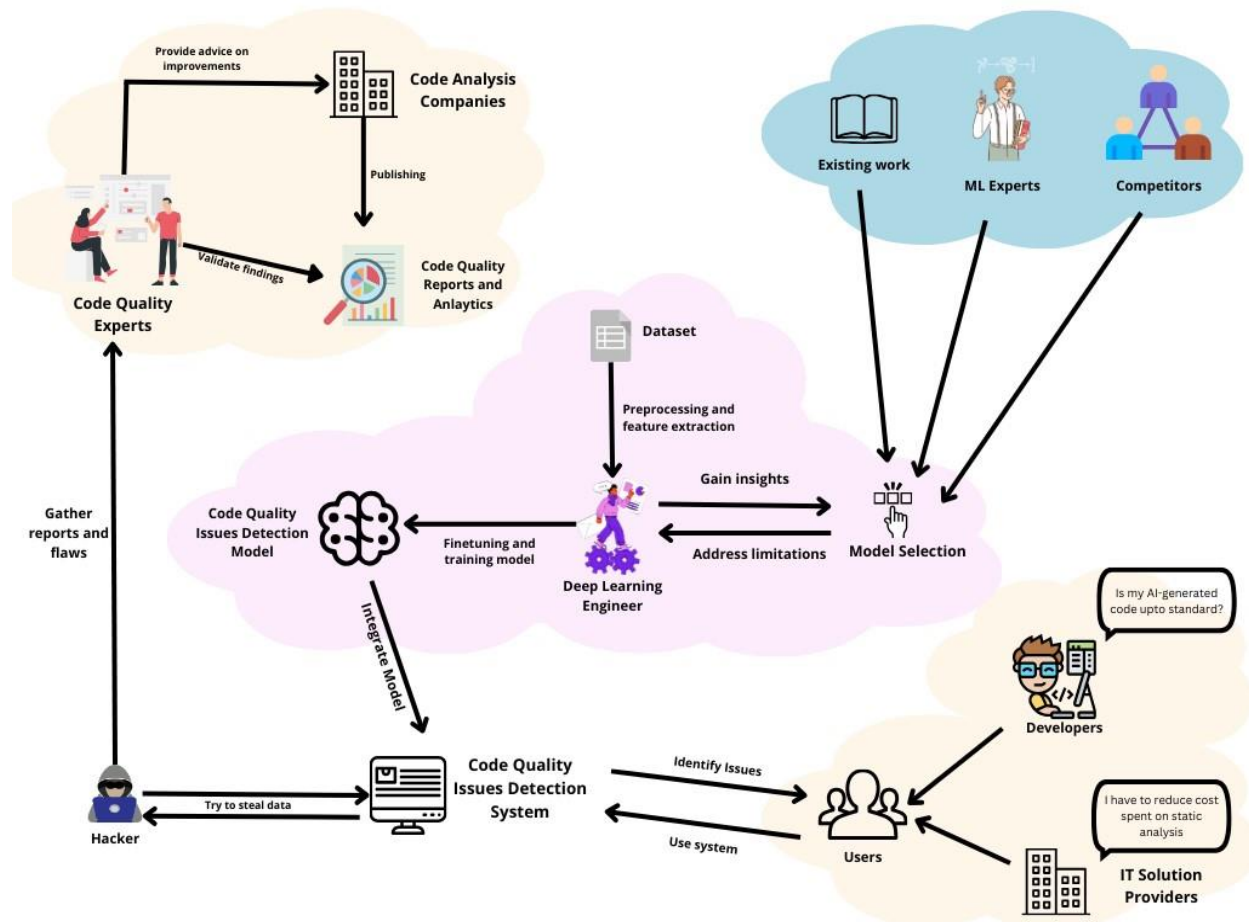 Provide advice on
improvements
Code Analysis
Companies
Publishing
Validate findings
Code Quality
Experts
Code Quality
Reports and
Anlaytics
Existing work
ML Experts
Competitors
Dataset
Preprocessing and
feature extraction
Gain insights
Address limitations
Model Selection
Code Quality
Issues Detection
Model
Finetuning and
training model
Deep Learning
Engineer
Gather
reports and
flaws
Integrate Model
Is my AI-generated
code upto standard?
Developers
Hacker
Try to steal data
Code Quality
Issues Detection
System
Identify Issues
Use system
Users
I have to reduce cost
spent on static
analysis
IT Solution
Providers